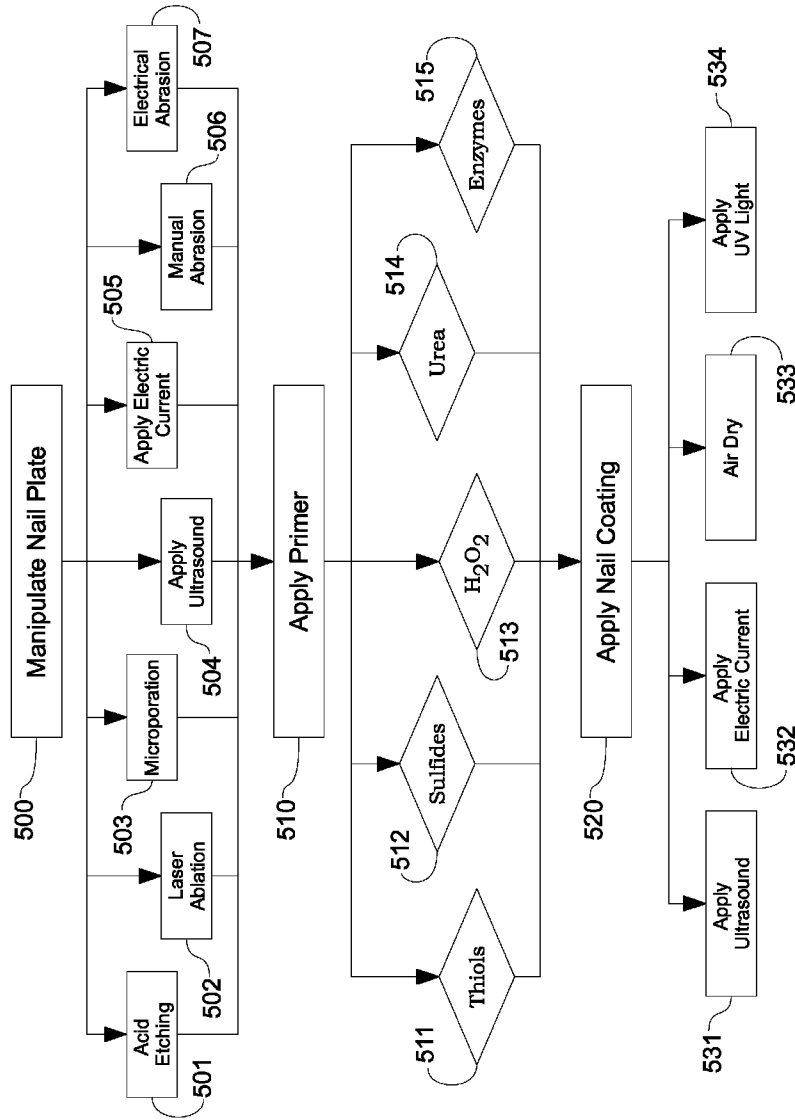 Manipulate Nail Plate
500
Acid
Etching
501
Laser
Ablation
502
Microporation
503
Apply
Ultrasound
504
Apply Electric
Current
505
Manual
Abrasion
506
Electrical
Abrasion
507
Apply Primer
510
Thiols
511
Sulfides
512
H₂O₂
513
Urea
514
Enzymes
515
Apply Nail Coating
520
Apply
Ultrasound
531
Apply
Electric Current
532
Air Dry
533
Apply
UV Light
534